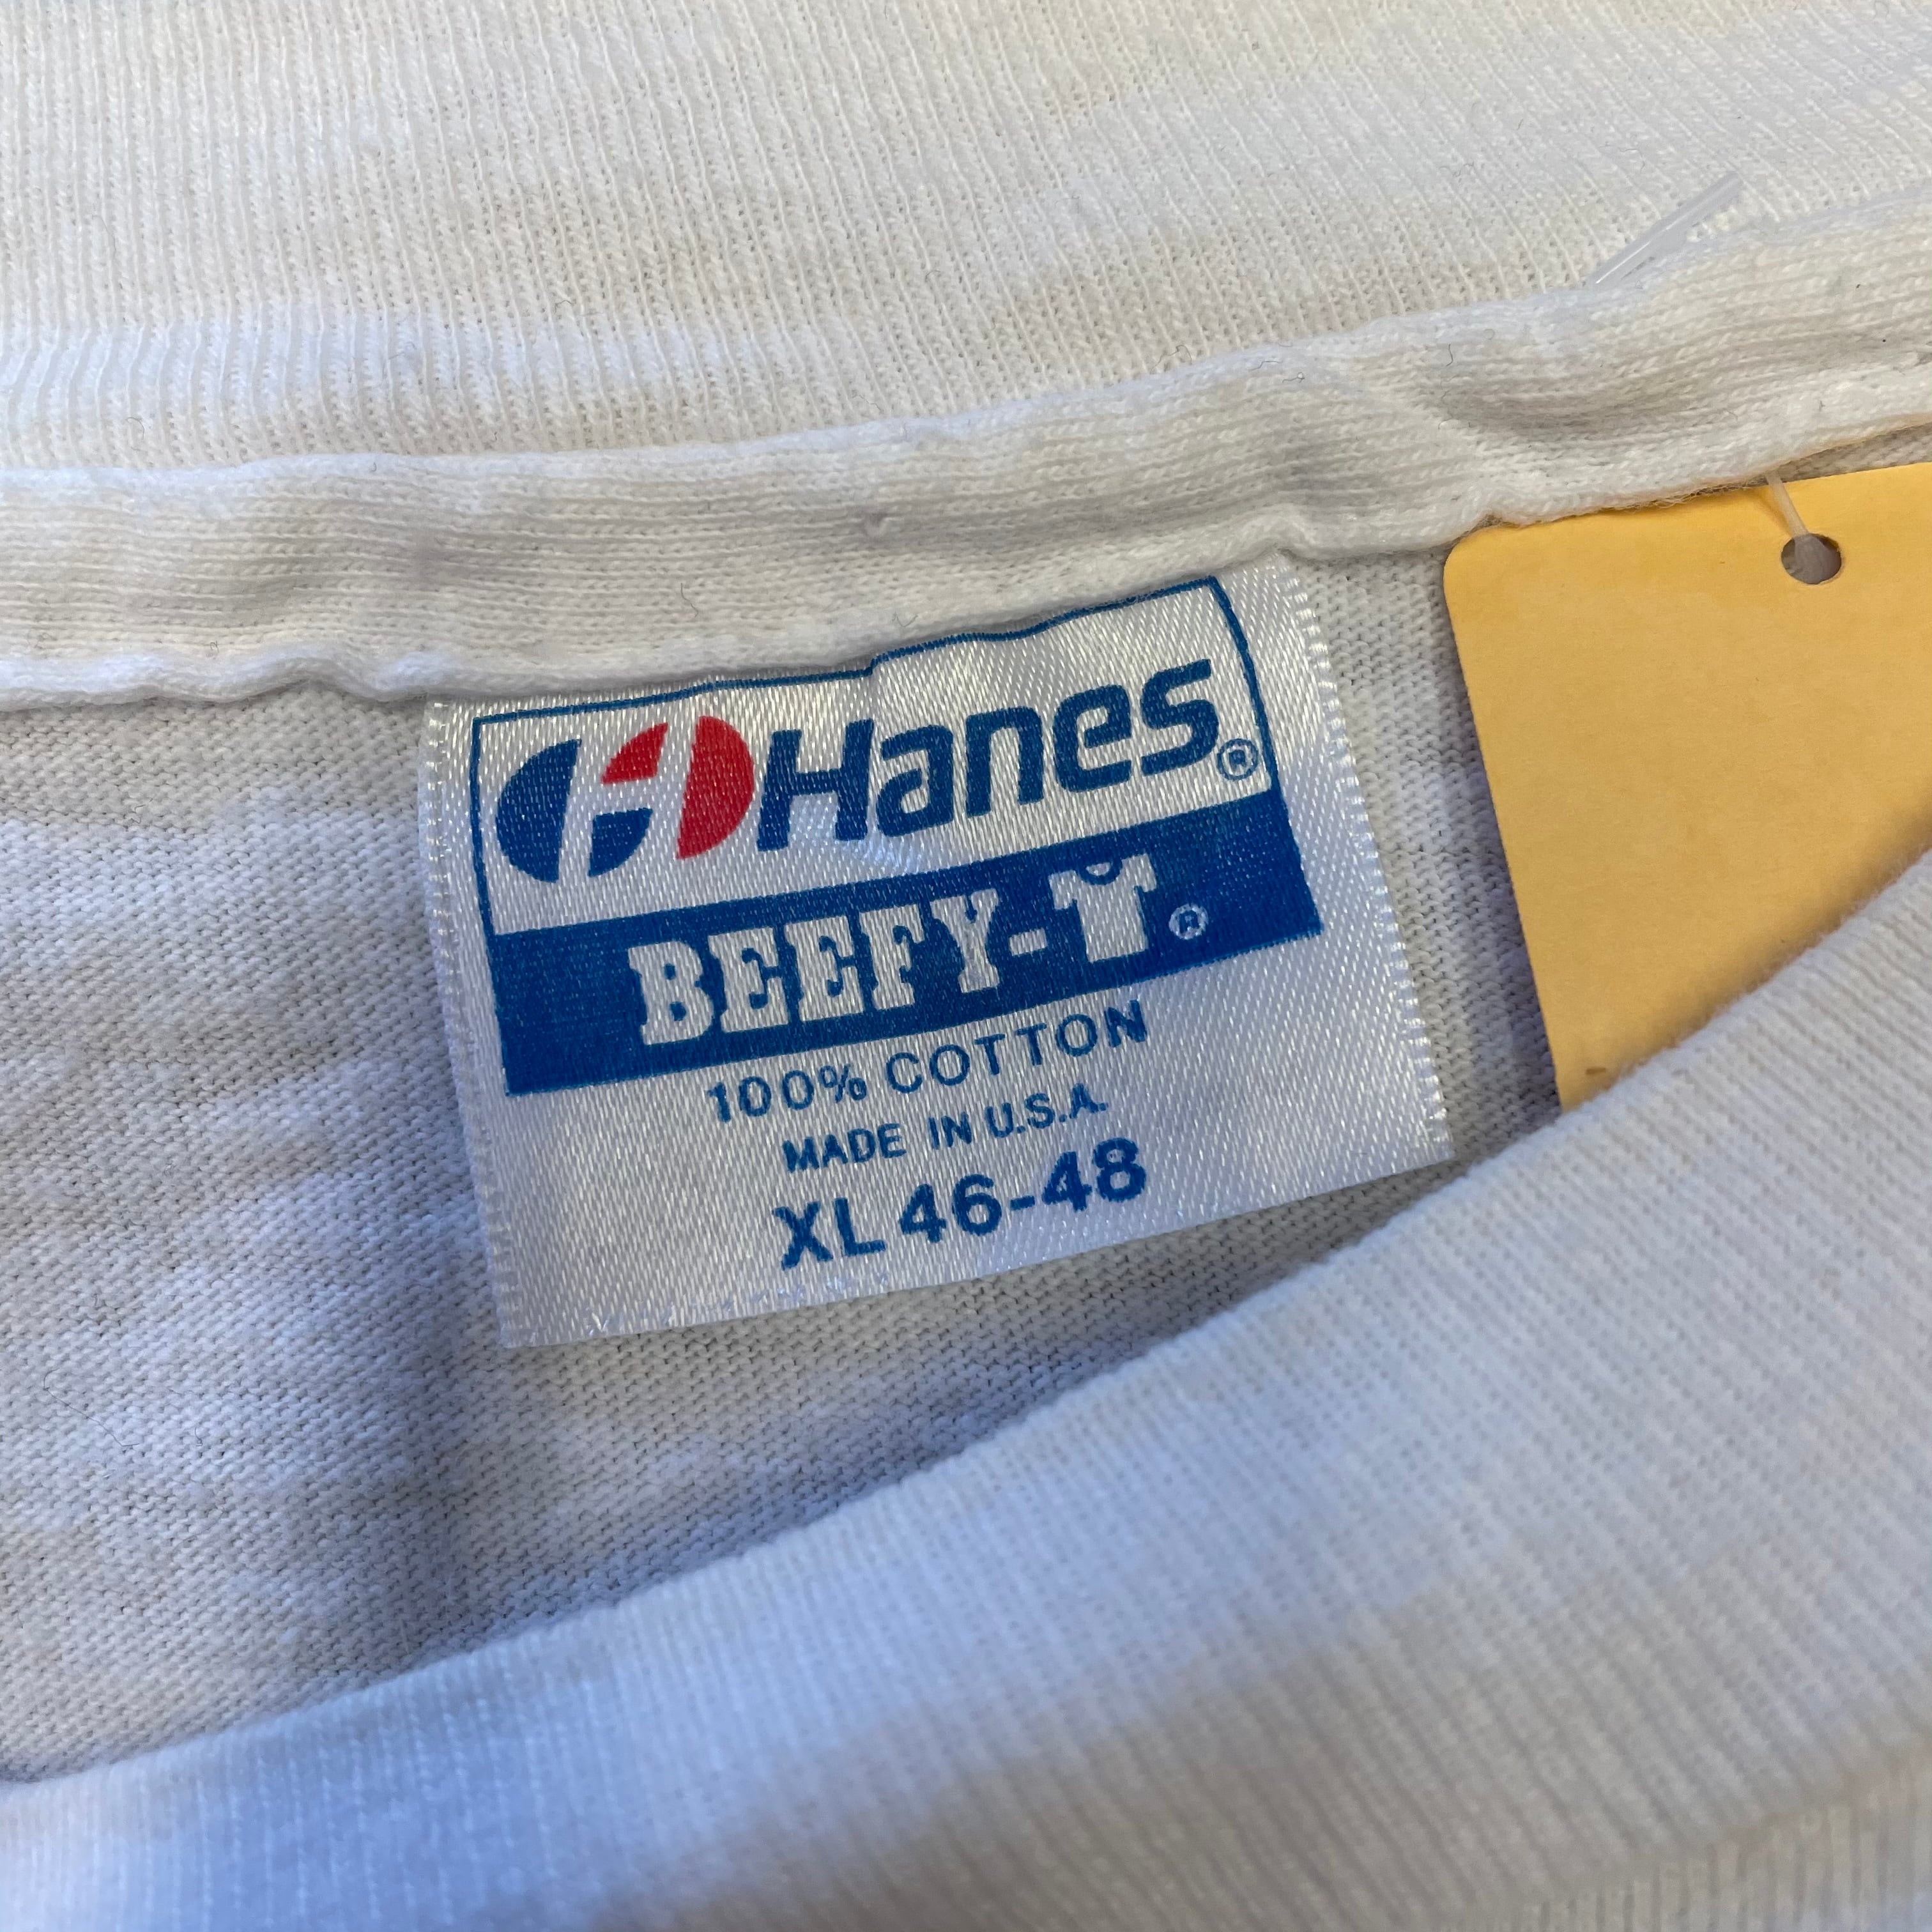 Hanes®
BEEFY-T®
100% COTTON
MADE IN U.S.A.
XL 46-48